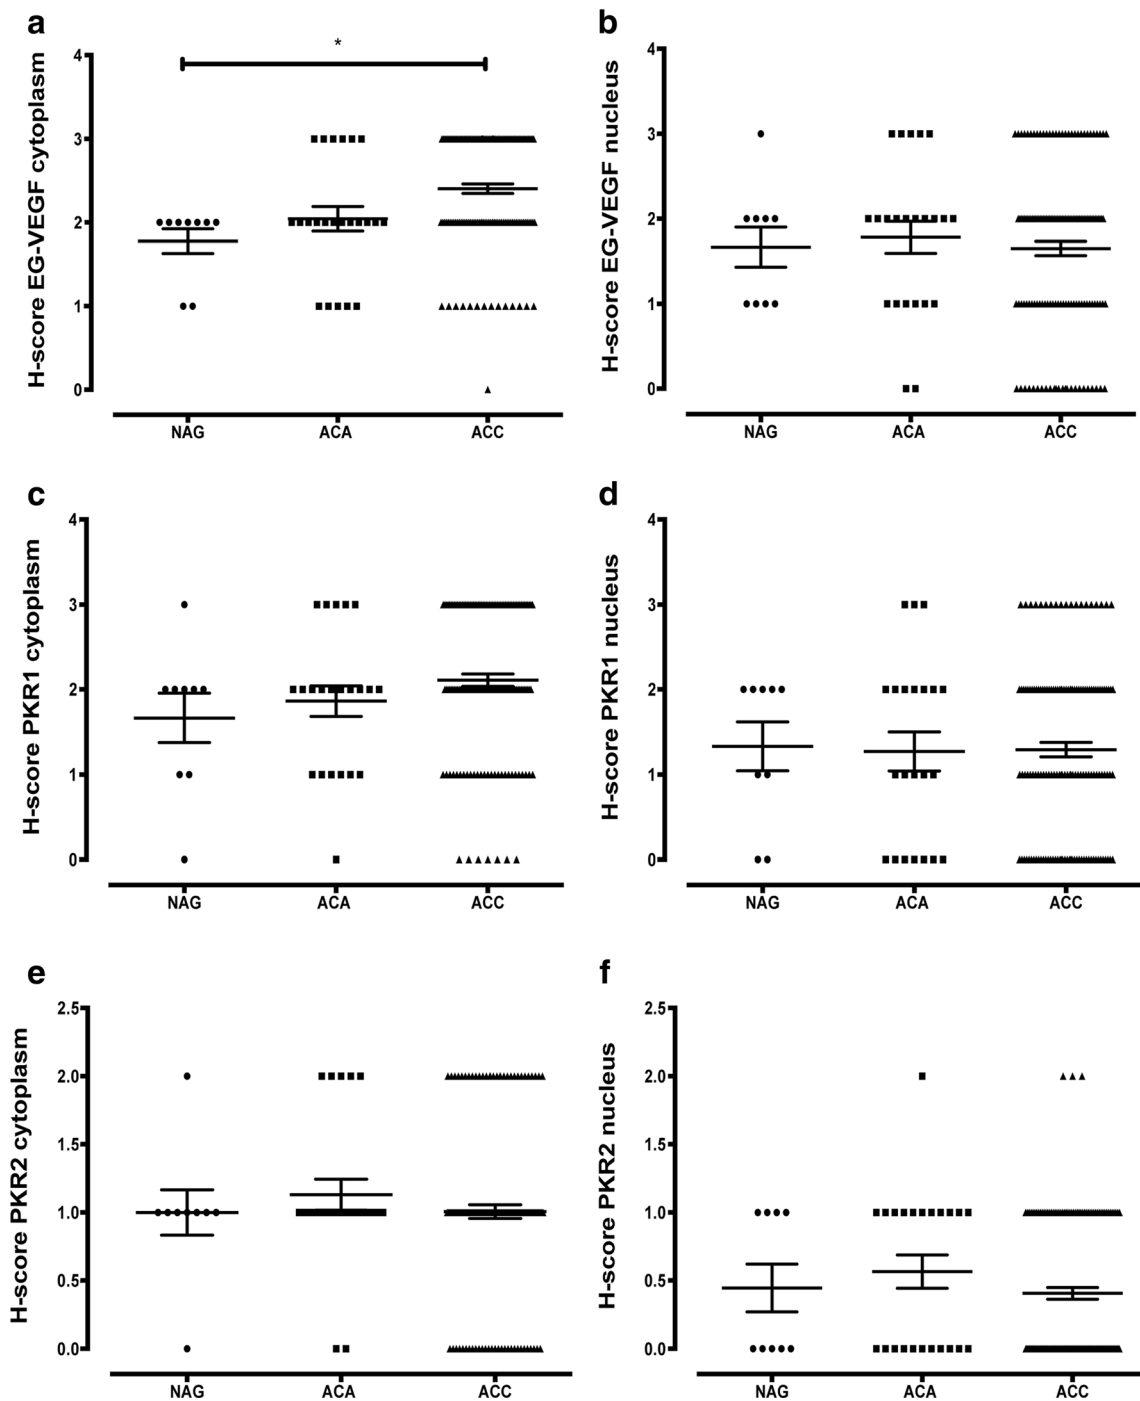 a
H-score EG-VEGF cytoplasm
*
4
3
2
1
0
NAG ACA ACC
b
H-score EG-VEGF nucleus
4
3
2
1
0
NAG ACA ACC
c
H-score PKR1 cytoplasm
4
3
2
1
0
NAG ACA ACC
d
H-score PKR1 nucleus
4
3
2
1
0
NAG ACA ACC
e
H-score PKR2 cytoplasm
2.5
2.0
1.5
1.0
0.5
0.0
NAG ACA ACC
f
H-score PKR2 nucleus
2.5
2.0
1.5
1.0
0.5
0.0
NAG ACA ACC